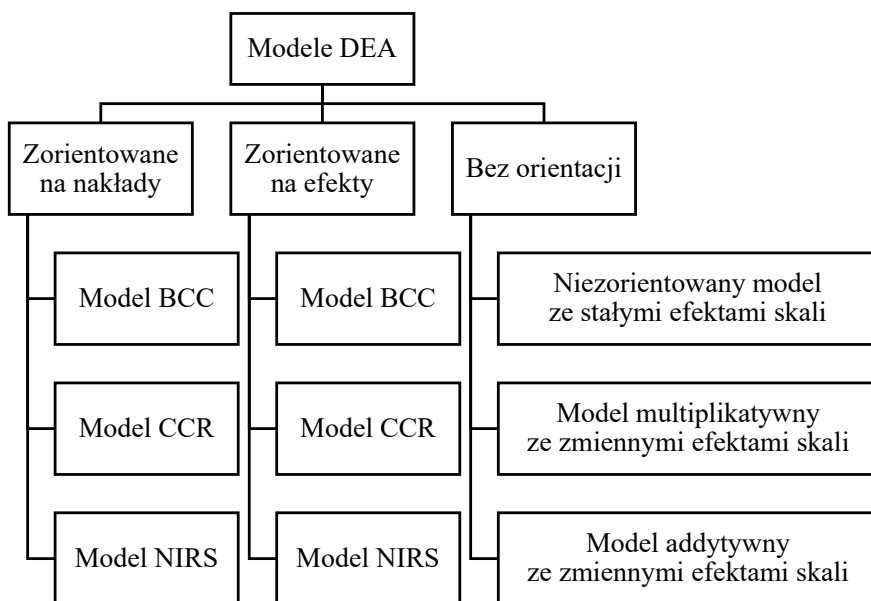 Modele DEA
Zorientowane
na nakłady
Zorientowane
na efekty
Bez orientacji
Model BCC
Model BCC
Niezorientowany model
ze stałymi efektami skali
Model CCR
Model CCR
Model multiplikatywny
ze zmiennymi efektami skali
Model NIRS
Model NIRS
Model addytywny
ze zmiennymi efektami skali